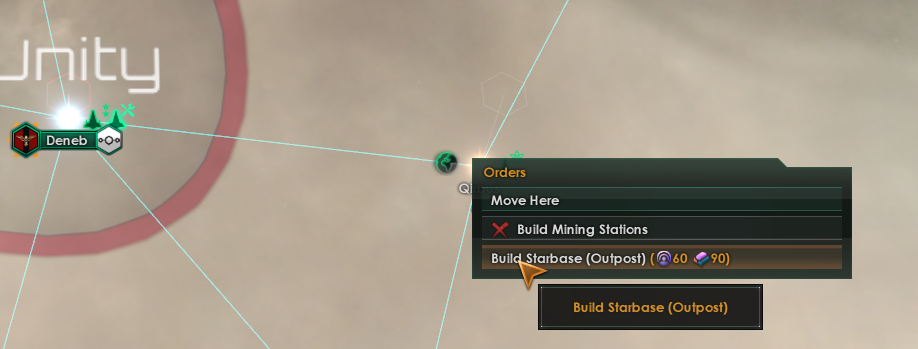 Unity
Deneb
Orders
Move Here
Build Mining Stations
Build Starbase (Outpost) ( 60 90)
Build Starbase (Outpost)